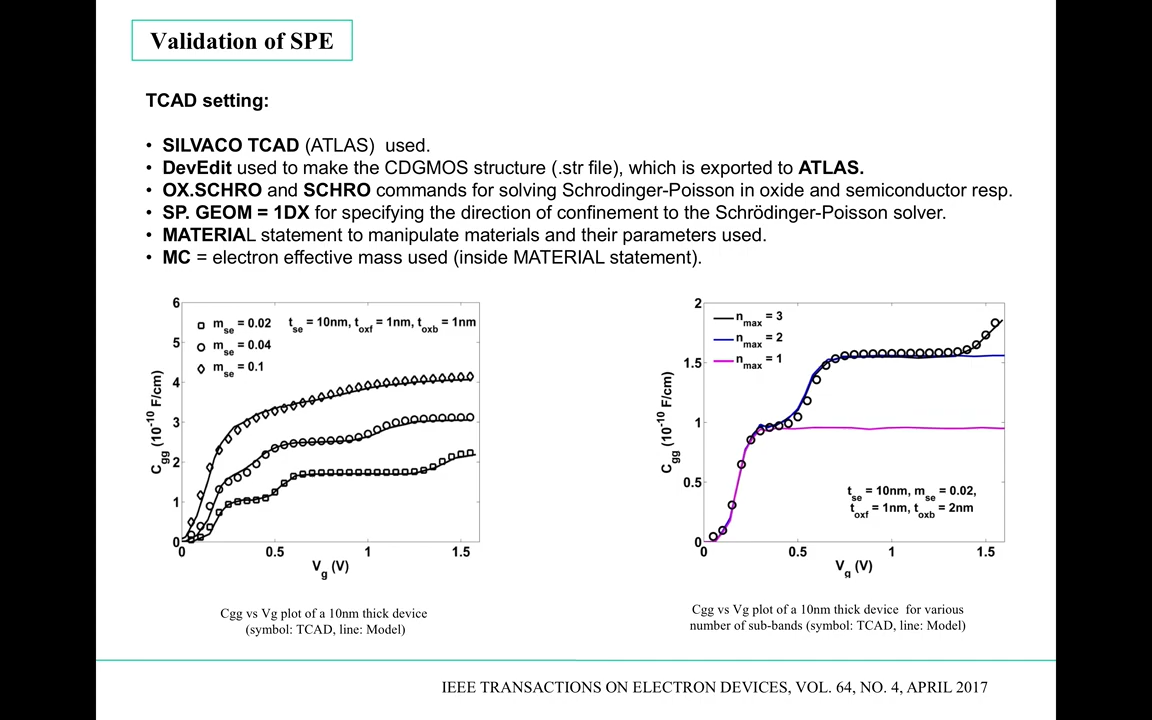 Validation of SPE
TCAD setting:
• SILVACO TCAD (ATLAS) used.
• DevEdit used to make the CDGMOS structure (.str file), which is exported to ATLAS.
• OX.SCHRO and SCHRO commands for solving Schrodinger-Poisson in oxide and semiconductor resp.
• SP. GEOM = 1DX for specifying the direction of confinement to the Schrödinger-Poisson solver.
• MATERIAL statement to manipulate materials and their parameters used.
• MC = electron effective mass used (inside MATERIAL statement).
m_se = 0.02 t_se = 10nm, t_oxf = 1nm, t_oxb = 1nm
m_se = 0.04
m_se = 0.1
C_gg (10^-10 F/cm)
6
5
4
3
2
1
0
0 0.5 1 1.5
V_g (V)
Cgg vs Vg plot of a 10nm thick device
(symbol: TCAD, line: Model)
n_max = 3
n_max = 2
n_max = 1
C_gg (10^-10 F/cm)
2
1.5
1
0.5
0
t_se = 10nm, m_se = 0.02,
t_oxf = 1nm, t_oxb = 2nm
0 0.5 1 1.5
V_g (V)
Cgg vs Vg plot of a 10nm thick device for various
number of sub-bands (symbol: TCAD, line: Model)
IEEE TRANSACTIONS ON ELECTRON DEVICES, VOL. 64, NO. 4, APRIL 2017